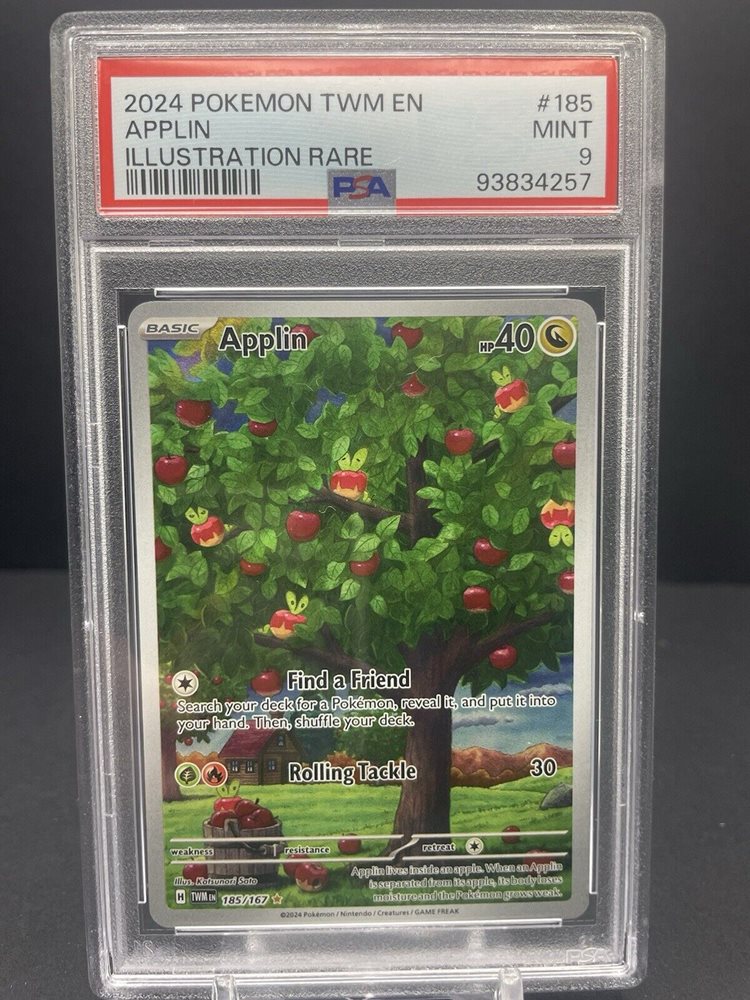 2024 POKEMON TWM EN #185
APPLIN MINT
ILLUSTRATION RARE 9
PSA 93834257
BASIC Applin HP40
Find a Friend
Search your deck for a Pokémon, reveal it, and put it into
your hand. Then, shuffle your deck.
Rolling Tackle 30
weakness resistance retreat
Illus. Katsunori Sato
Applin lives inside an apple. When an Applin
is separated from its apple, its body loses
moisture and the Pokémon grows weak.
H TWM EN 185/167
©2024 Pokémon / Nintendo / Creatures / GAME FREAK